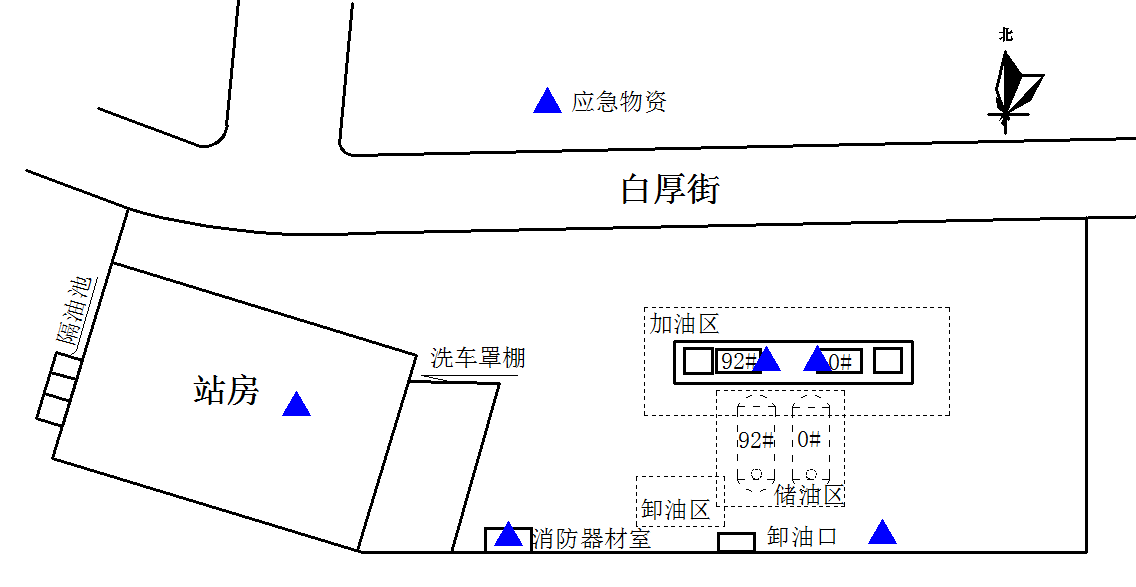 北
应急物资
白厚街
隔油池
加油区
洗车罩棚
92#
0#
站房
92#
0#
储油区
卸油区
消防器材室
卸油口